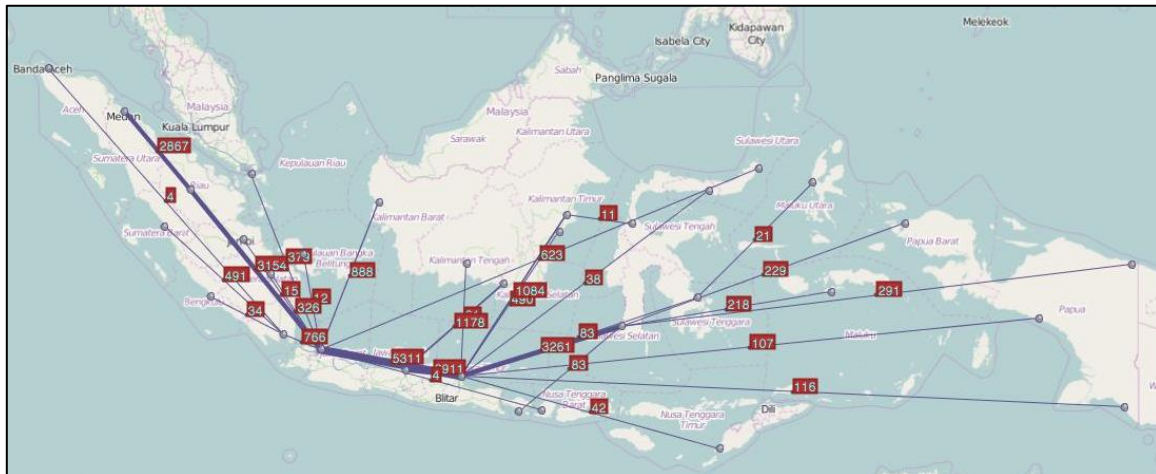 Melekeok
Kidapawan
City
Isabela City
Banda Aceh
Sabah
Panglima Sugala
Aceh
Malaysia
Malaysia
Medan
Kuala Lumpur
Kalimantan Utara
Sarawak
Sulawesi Utara
2867
Sumatera Utara
Kepulauan Riau
Riau
4
Kalimantan Timur
11
Maluku Utara
Kalimantan Barat
Sulawesi Tengah
21
Sumatera Barat
Papua Barat
623
373
3154
Belitung
888
Kalimantan Tengah
491
229
38
15
12
1084
490
291
Bengkulu
326
218
34
1178
Sulawesi Tenggara
Papua
766
83
Sulawesi Selatan
3261
107
Maluku
5311
83
4
116
Blitar
42
Nusa Tenggara
Barat
Dili
Nusa Tenggara
Timur